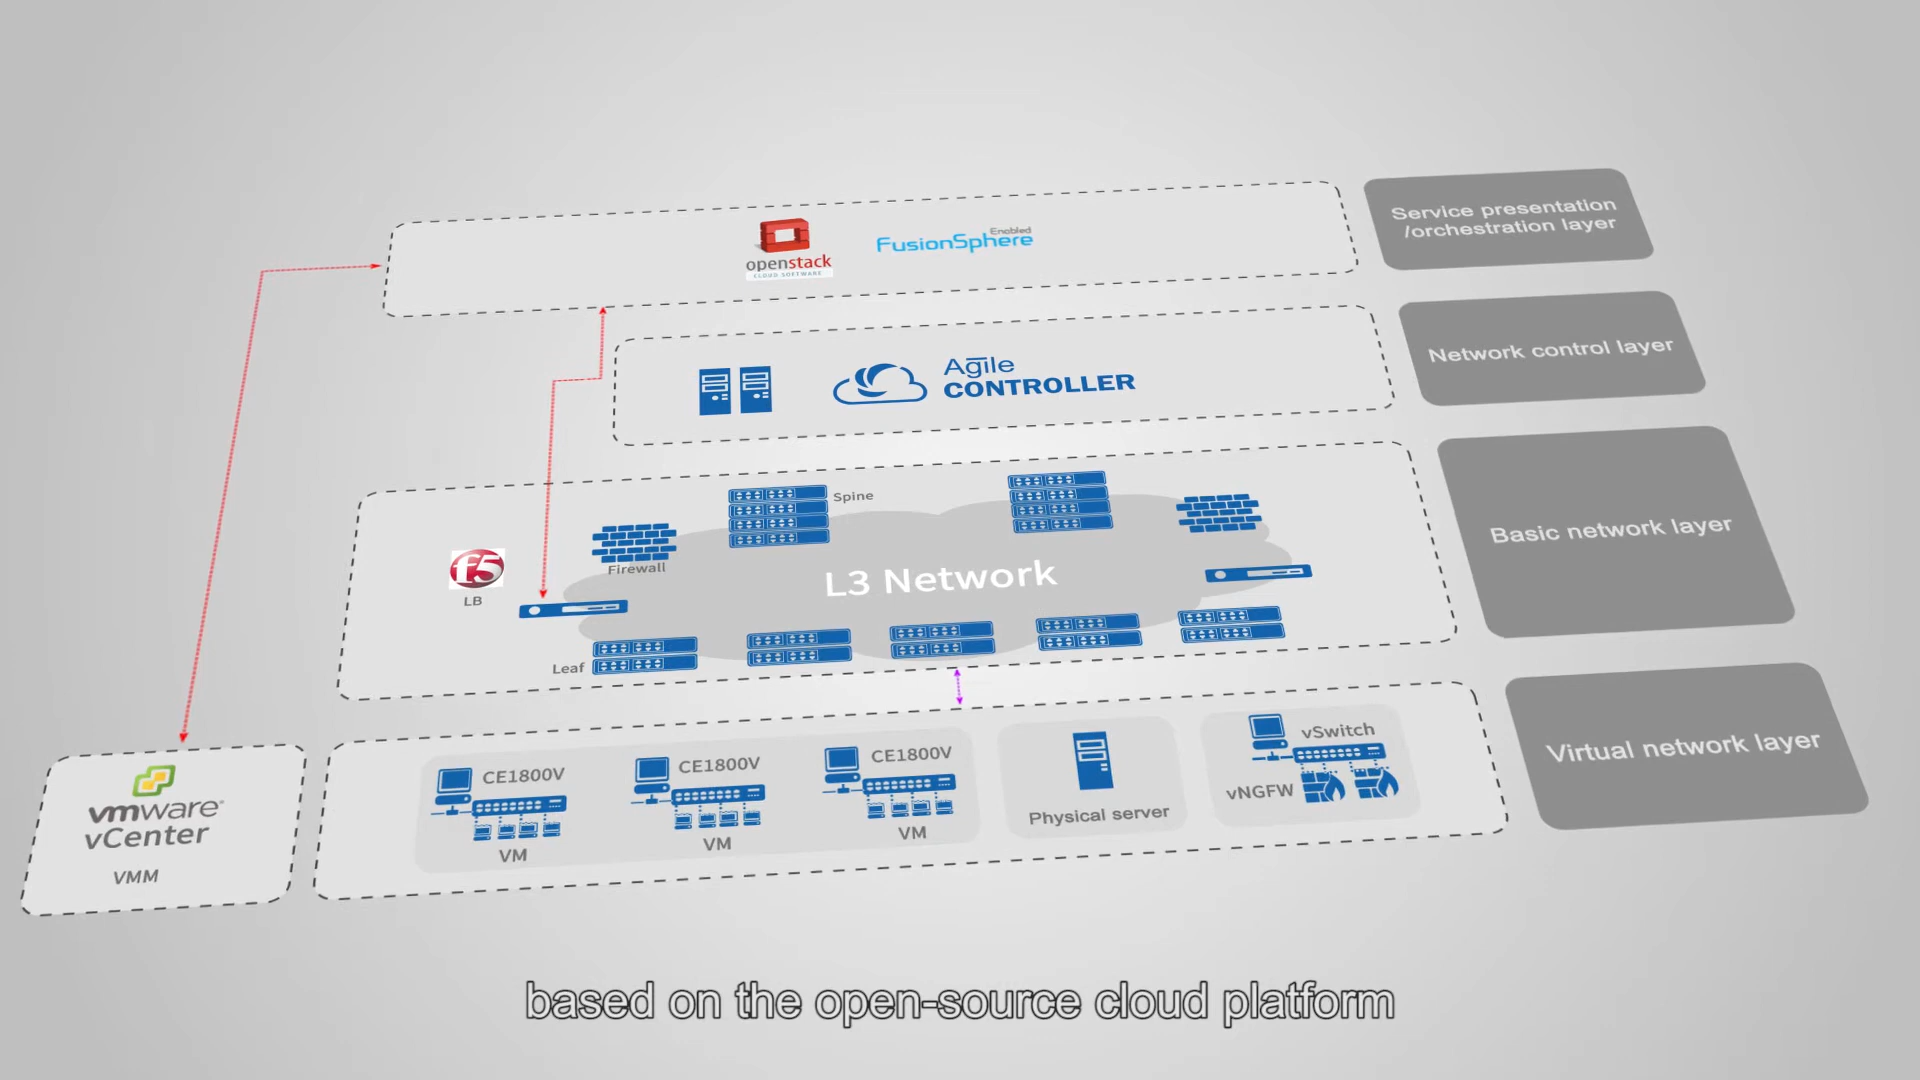 openstack
CLOUD SOFTWARE
Enabled
FusionSphere
Service presentation
/orchestration layer
Agile
CONTROLLER
Network control layer
Spine
Firewall
f5
LB
L3 Network
Leaf
Basic network layer
vmware
vCenter
VMM
CE1800V
VM
CE1800V
VM
CE1800V
VM
Physical server
vSwitch
vNGFW
Virtual network layer
based on the open-source cloud platform